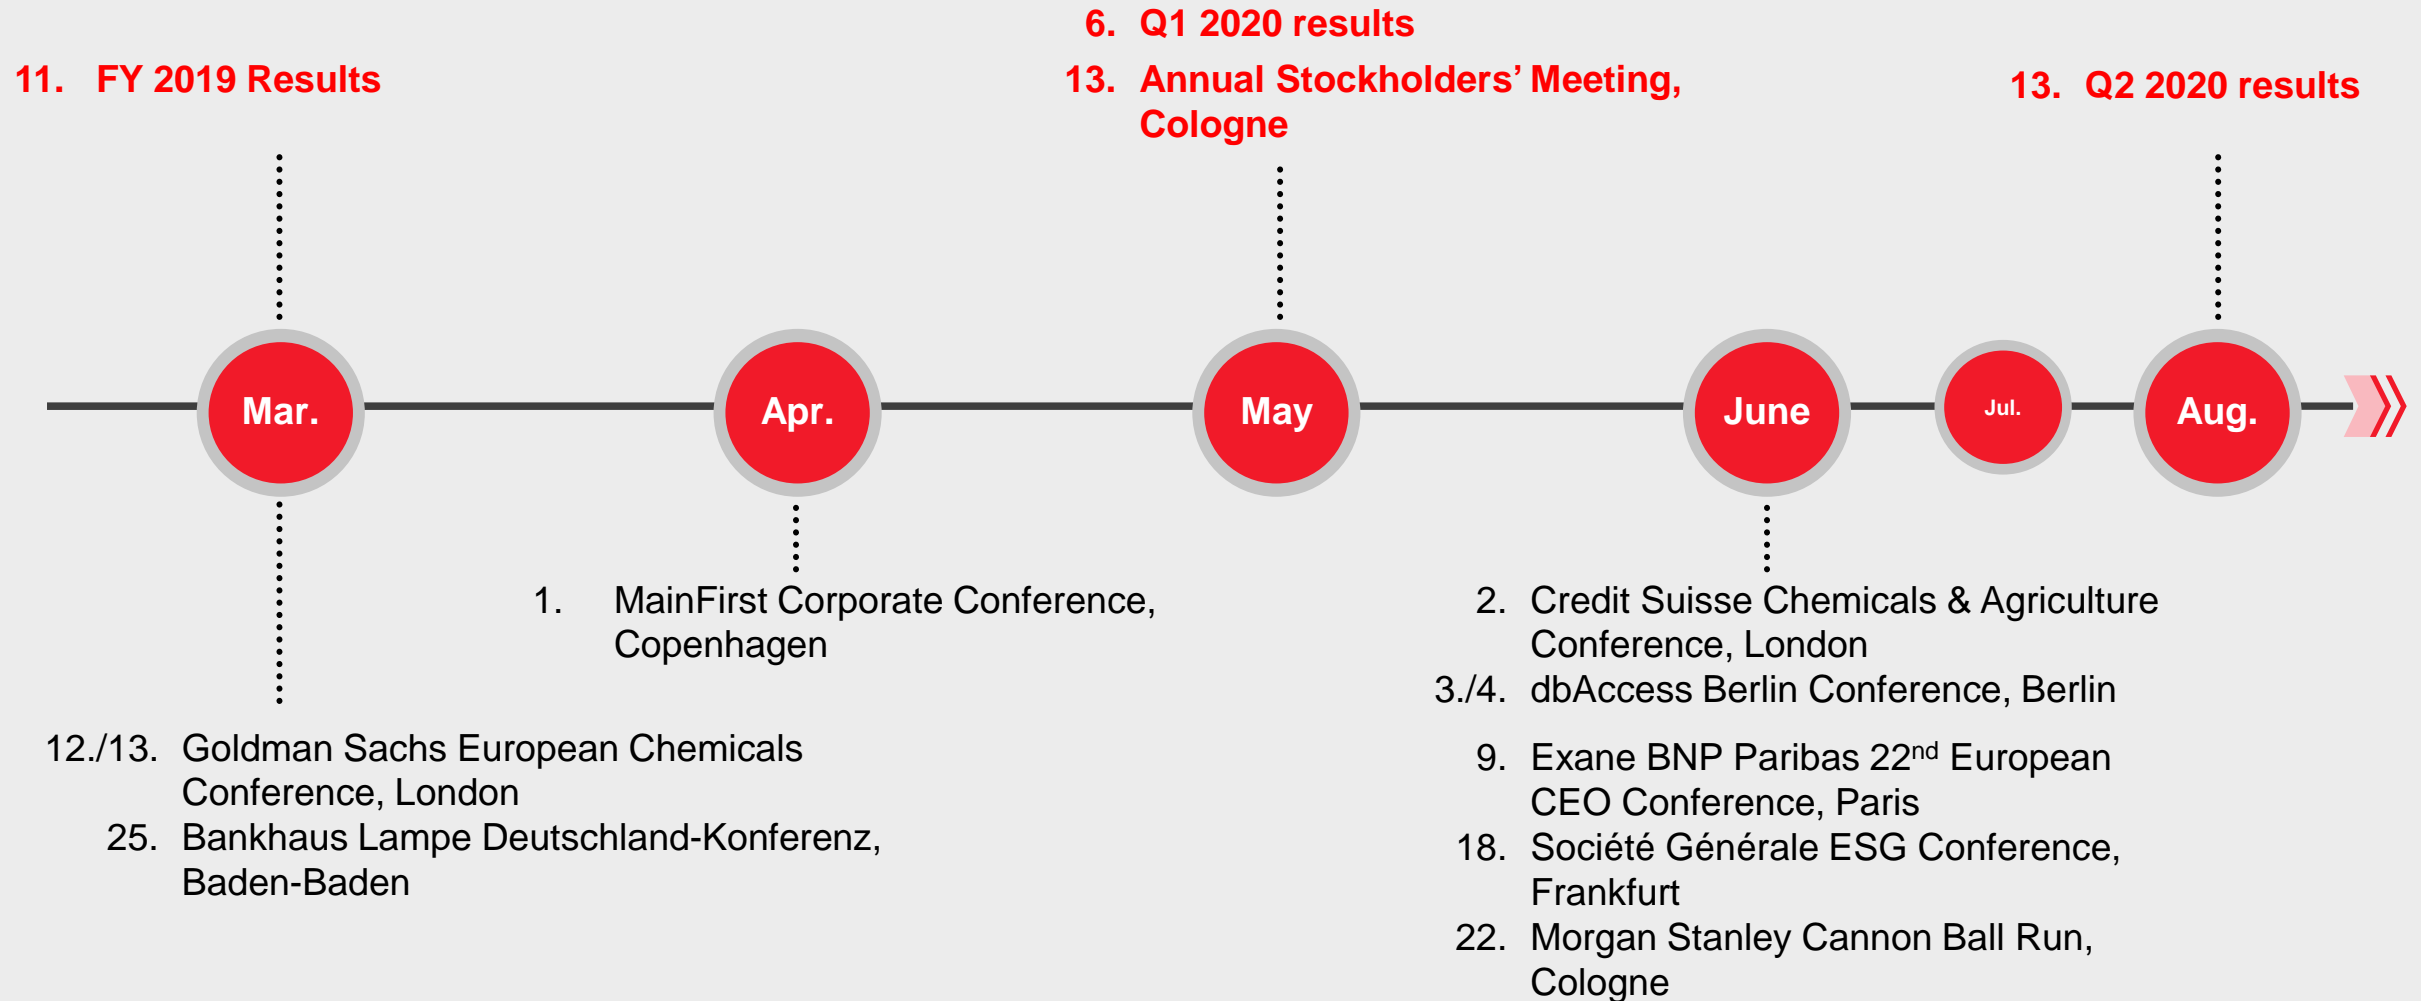 11. FY 2019 Results
6. Q1 2020 results
13. Annual Stockholders’ Meeting,
Cologne
13. Q2 2020 results
Mar.
Apr.
May
June
Jul.
Aug.
12./13. Goldman Sachs European Chemicals
Conference, London
25. Bankhaus Lampe Deutschland-Konferenz,
Baden-Baden
1. MainFirst Corporate Conference,
Copenhagen
2. Credit Suisse Chemicals & Agriculture
Conference, London
3./4. dbAccess Berlin Conference, Berlin
9. Exane BNP Paribas 22nd European
CEO Conference, Paris
18. Société Générale ESG Conference,
Frankfurt
22. Morgan Stanley Cannon Ball Run,
Cologne